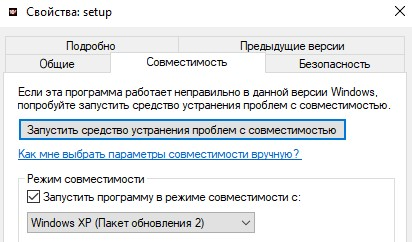 Свойства: setup
Подробно
Предыдущие версии
Общие
Совместимость
Безопасность
Если эта программа работает неправильно в данной версии Windows,
попробуйте запустить средство устранения проблем с совместимостью.
Запустить средство устранения проблем с совместимостью
Как мне выбрать параметры совместимости вручную?
Режим совместимости
Запустить программу в режиме совместимости с:
Windows XP (Пакет обновления 2)